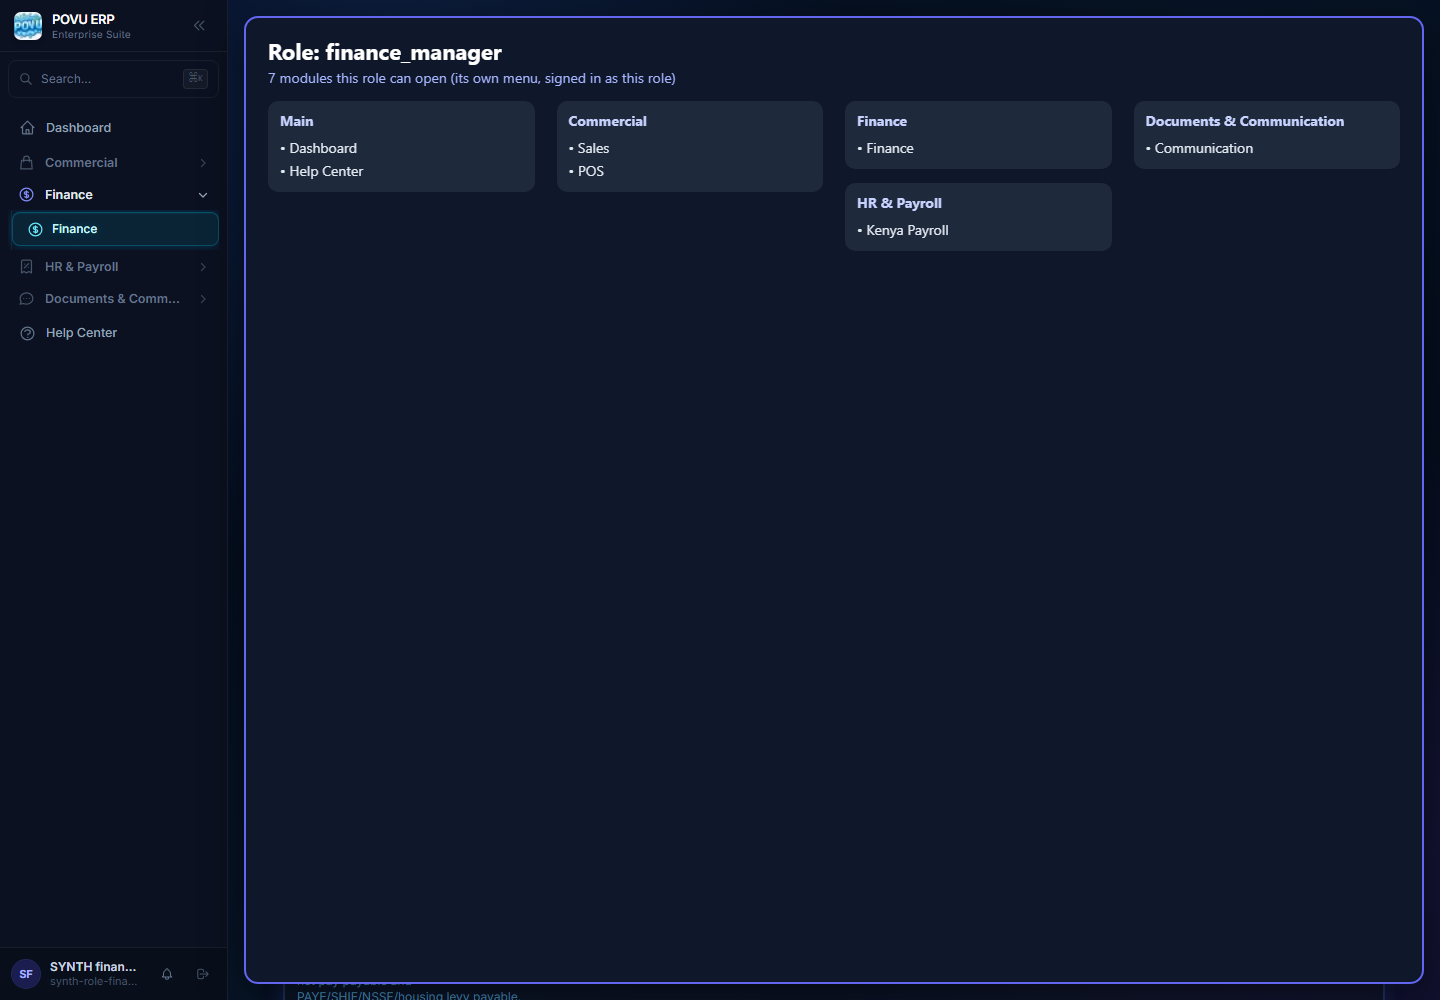 POVU ERP
Enterprise Suite
Search...
⌘K
Dashboard
Commercial
Finance
Finance
HR & Payroll
Documents & Comm...
Help Center
SF
SYNTH finan...
synth-role-fina...
Role: finance_manager
7 modules this role can open (its own menu, signed in as this role)
Main
• Dashboard
• Help Center
Commercial
• Sales
• POS
Finance
• Finance
HR & Payroll
• Kenya Payroll
Documents & Communication
• Communication
PAYE/SHIF/NSSF/housing levy payable.